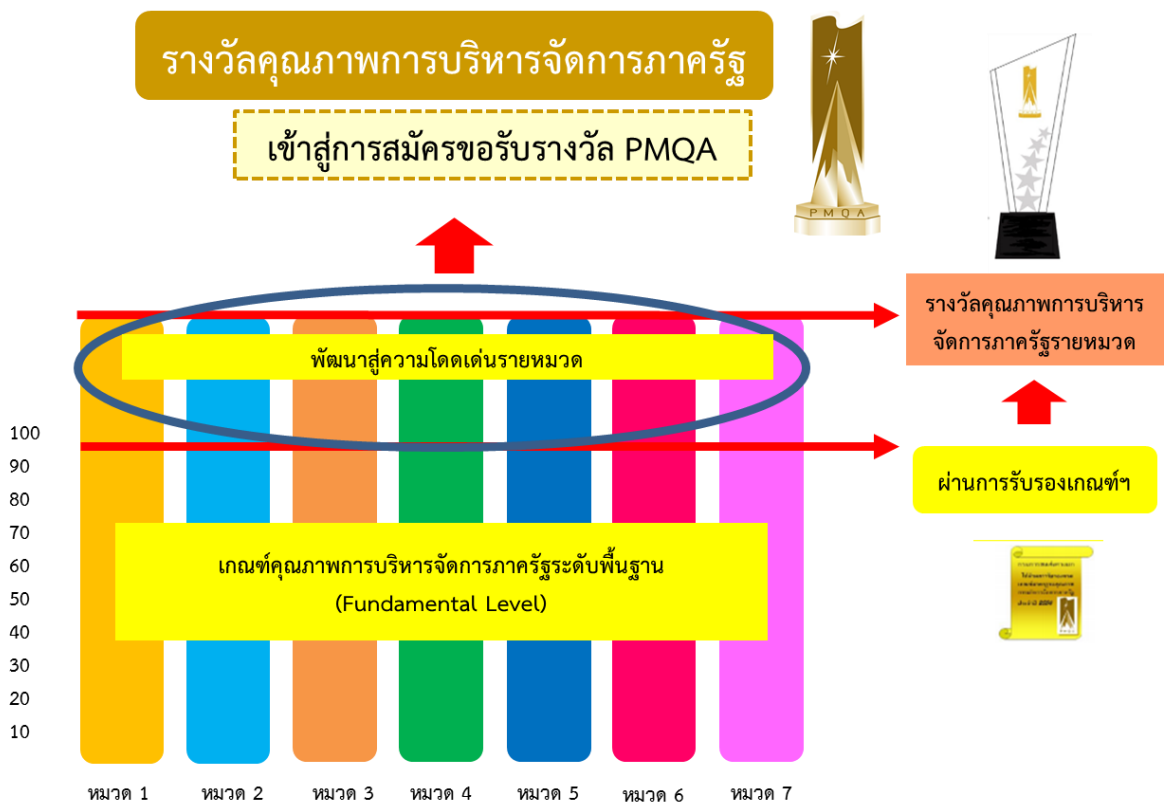 รางวัลคุณภาพการบริหารจัดการภาครัฐ
เข้าสู่การสมัครขอรับรางวัล PMQA
PMQA
รางวัลคุณภาพการบริหาร
จัดการภาครัฐรายหมวด
พัฒนาสู่ความโดดเด่นรายหมวด
ผ่านการรับรองเกณฑ์ฯ
เกณฑ์คุณภาพการบริหารจัดการภาครัฐระดับพื้นฐาน
(Fundamental Level)
100
90
80
70
60
50
40
30
20
10
หมวด 1
หมวด 2
หมวด 3
หมวด 4
หมวด 5
หมวด 6
หมวด 7